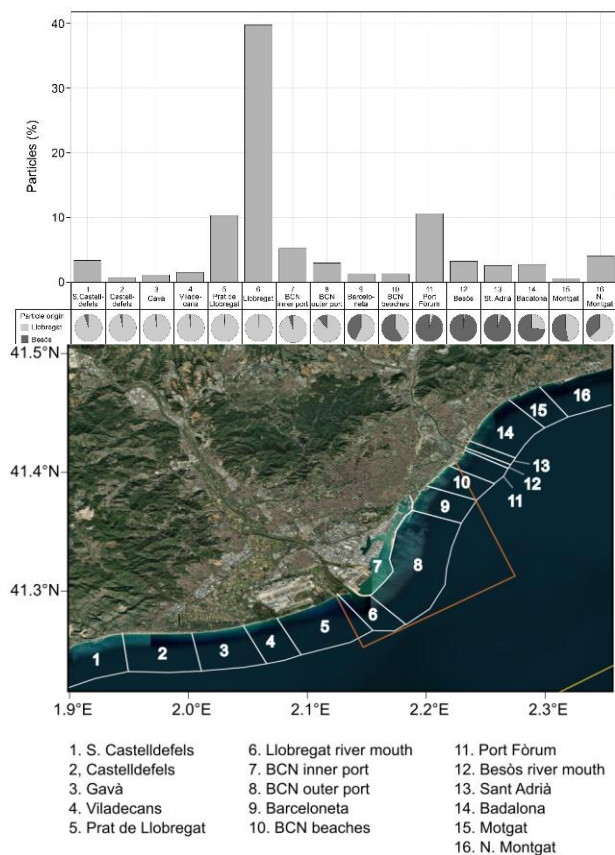 40
30
20
10
0
Particles (%)
1
S.Castell-
defels
2
Castell-
defels
3
Gavà
4
Vilade-
cans
5
Prat de
Llobregat
6
Llobregat
7
BCN
inner port
8
BCN
outer port
9
Barcelo-
neta
10
BCN
beaches
11
Port
Fòrum
12
Besòs
13
St. Adrià
14
Badalona
15
Montgat
16
N.
Montgat
Particle origin
Llobregat
Besòs
41.5°N
41.4°N
41.3°N
1
2
3
4
5
6
7
8
9
10
11
12
13
14
15
16
1.9°E
2.0°E
2.1°E
2.2°E
2.3°E
1. S. Castelldefels
2, Castelldefels
3. Gavà
4. Viladecans
5. Prat de Llobregat
6. Llobregat river mouth
7. BCN inner port
8. BCN outer port
9. Barceloneta
10. BCN beaches
11. Port Fòrum
12. Besòs river mouth
13. Sant Adrià
14. Badalona
15. Motgat
16. N. Montgat